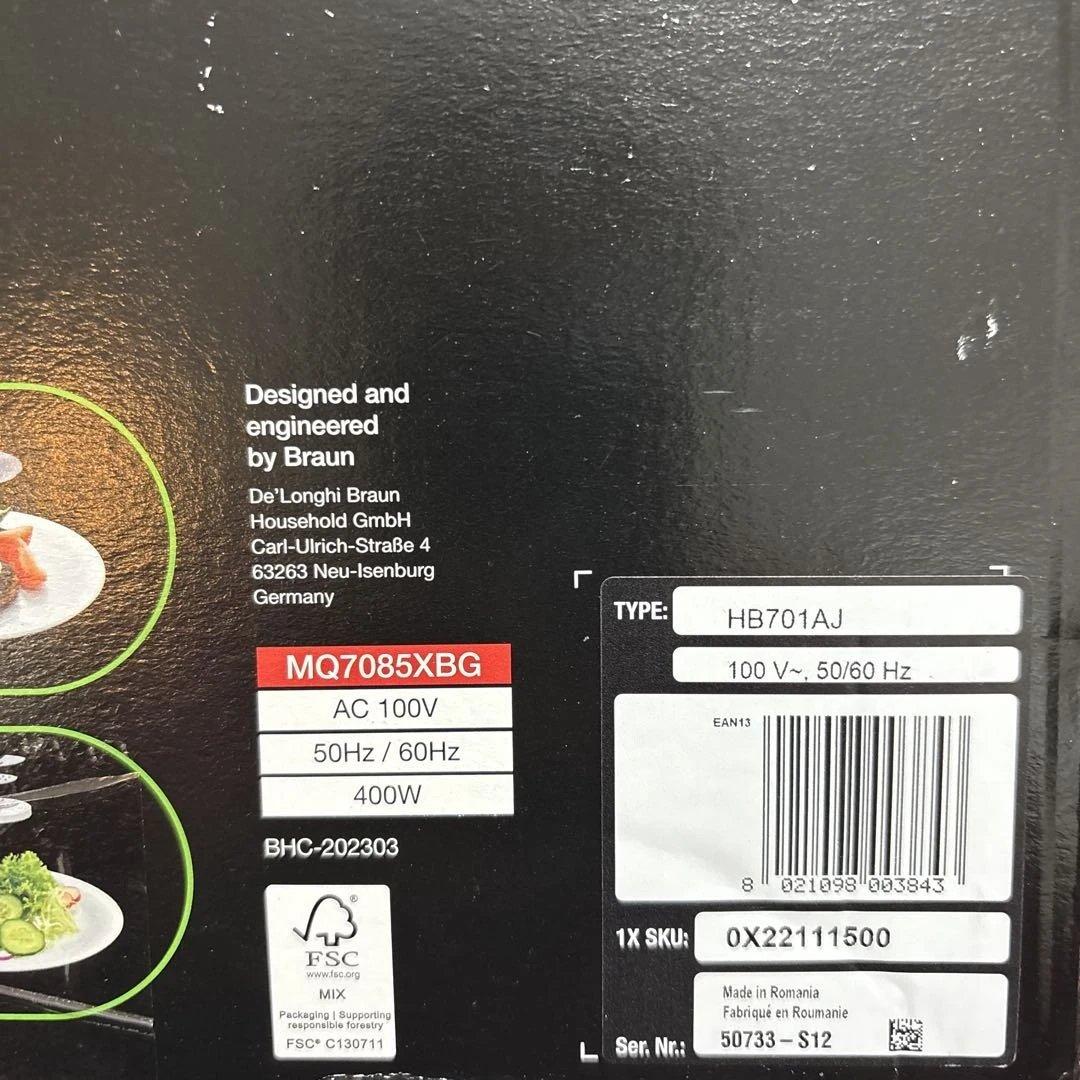 Designed and
engineered
by Braun
De'Longhi Braun
Household GmbH
Carl-Ulrich-Straße 4
63263 Neu-Isenburg
Germany
MQ7085XBG
AC 100V
50Hz / 60Hz
400W
BHC-202303
®
FSC
www.fsc.org
MIX
Packaging | Supporting
responsible forestry
FSC® C130711
TYPE: HB701AJ
100 V~, 50/60 Hz
EAN13
8 021098 003843
1X SKU: 0X22111500
Made in Romania
Fabriqué en Roumanie
Ser. Nr.: 50733 – S12